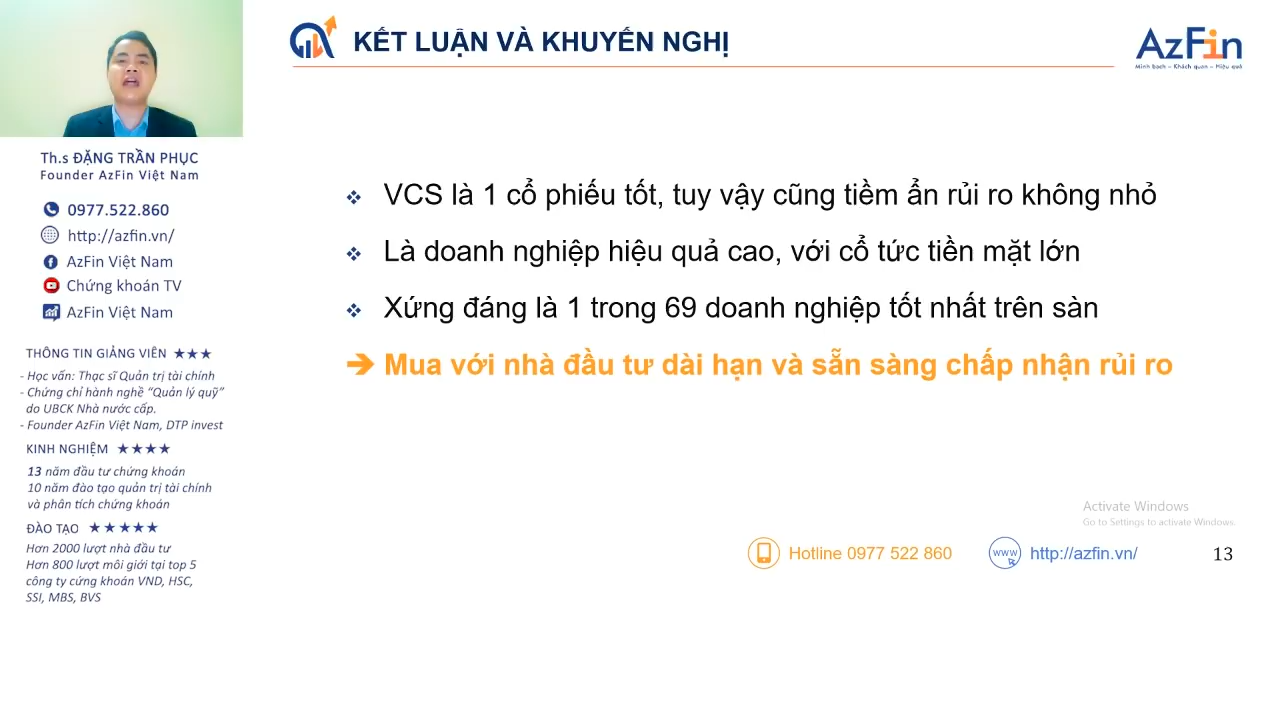 KẾT LUẬN VÀ KHUYẾN NGHỊ
AzFin
Minh bạch – Khách quan – Hiệu quả
Th.s ĐẶNG TRẦN PHỤC
Founder AzFin Việt Nam
0977.522.860
http://azfin.vn/
AzFin Việt Nam
Chứng khoán TV
AzFin Việt Nam
THÔNG TIN GIẢNG VIÊN ★★★
- Học vấn: Thạc sĩ Quản trị tài chính
- Chứng chỉ hành nghề “Quản lý quỹ”
do UBCK Nhà nước cấp.
- Founder AzFin Việt Nam, DTP invest
KINH NGHIỆM ★★★★
13 năm đầu tư chứng khoán
10 năm đào tạo quản trị tài chính
và phân tích chứng khoán
ĐÀO TẠO ★★★★★
Hơn 2000 lượt nhà đầu tư
Hơn 800 lượt môi giới tại top 5
công ty cứng khoán VND, HSC,
SSI, MBS, BVS
❖ VCS là 1 cổ phiếu tốt, tuy vậy cũng tiềm ẩn rủi ro không nhỏ
❖ Là doanh nghiệp hiệu quả cao, với cổ tức tiền mặt lớn
❖ Xứng đáng là 1 trong 69 doanh nghiệp tốt nhất trên sàn
➔ Mua với nhà đầu tư dài hạn và sẵn sàng chấp nhận rủi ro
Activate Windows
Go to Settings to activate Windows.
Hotline 0977 522 860
www
http://azfin.vn/
13